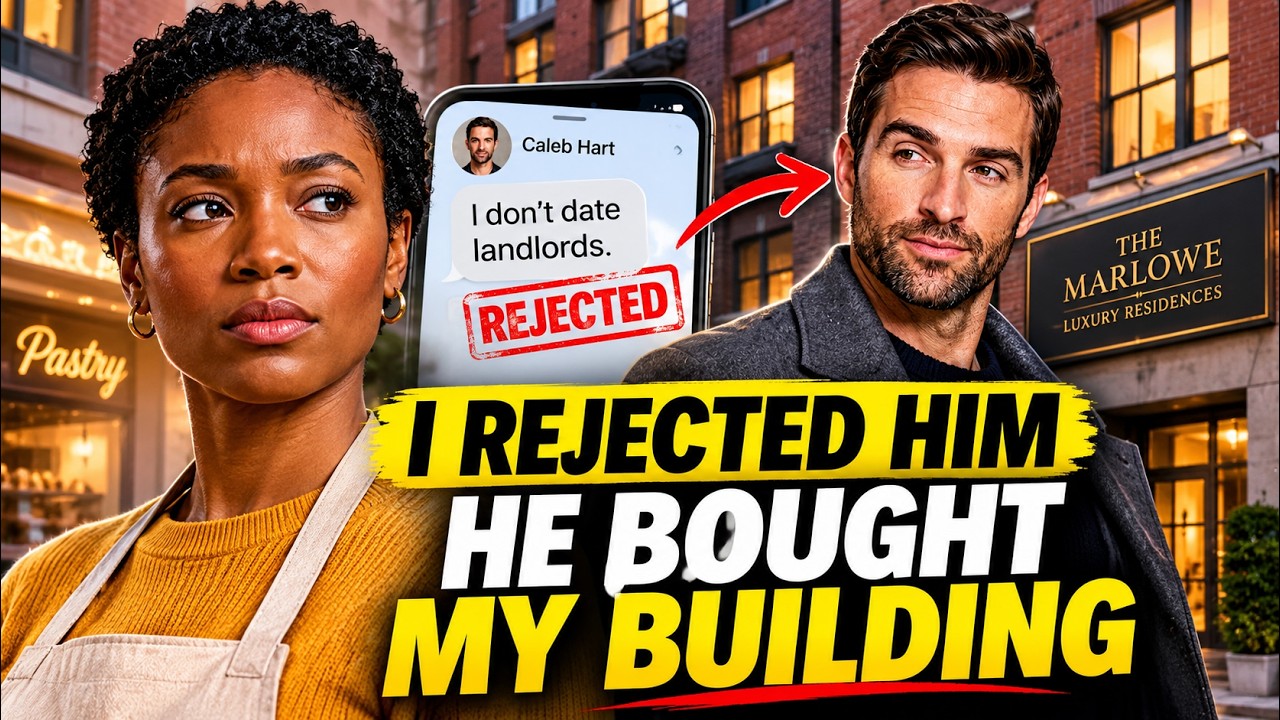 Caleb Hart
I don't date
landlords.
REJECTED
Pastry
THE
MARLOWE
LUXURY RESIDENCES
I REJECTED HIM
HE BOUGHT
MY BUILDING